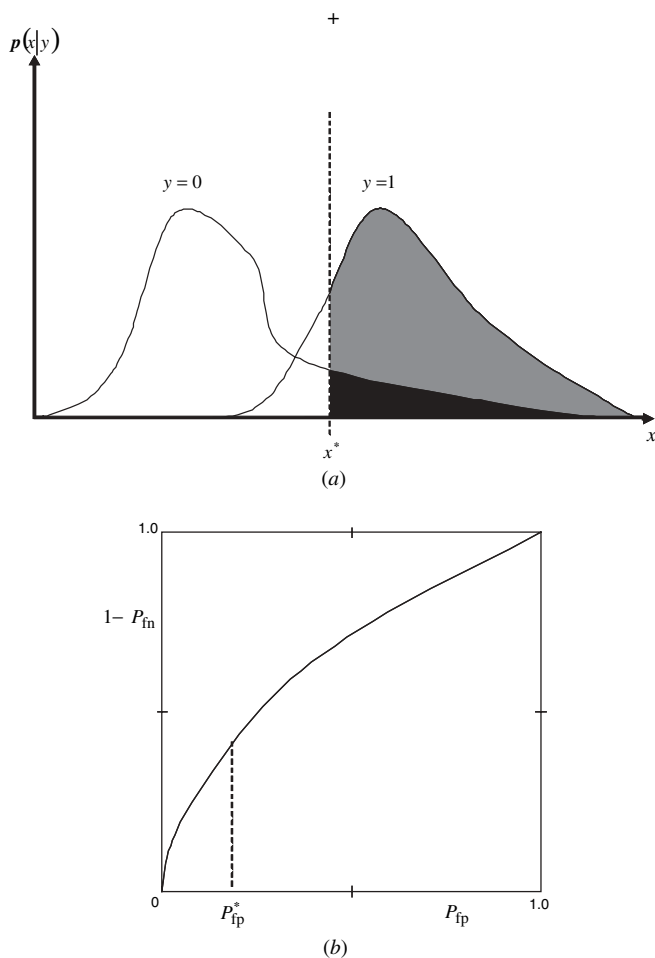 +
p(x|y)
y = 0
y =1
x
x*
(a)
1.0
1− Pfn
0
P*fp
Pfp
1.0
(b)